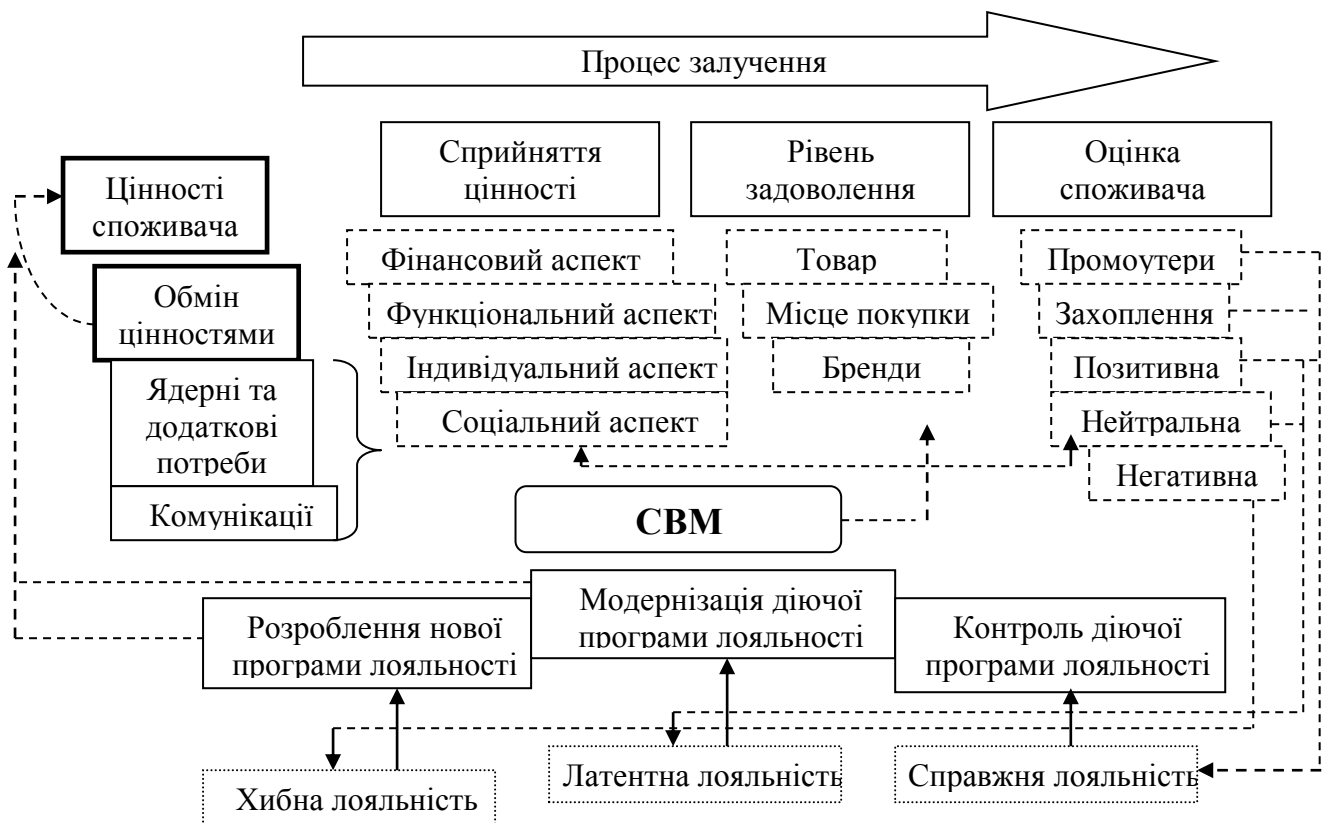 Процес залучення
Сприйняття
цінності
Рівень
задоволення
Оцінка
споживача
Цінності
споживача
Обмін
цінностями
Ядерні та
додаткові
потреби
Комунікації
Фінансовий аспект
Функціональний аспект
Індивідуальний аспект
Соціальний аспект
Товар
Місце покупки
Бренди
Промоутери
Захоплення
Позитивна
Нейтральна
Негативна
СВМ
Розроблення нової
програми лояльності
Модернізація діючої
програми лояльності
Контроль діючої
програми лояльності
Хибна лояльність
Латентна лояльність
Справжня лояльність